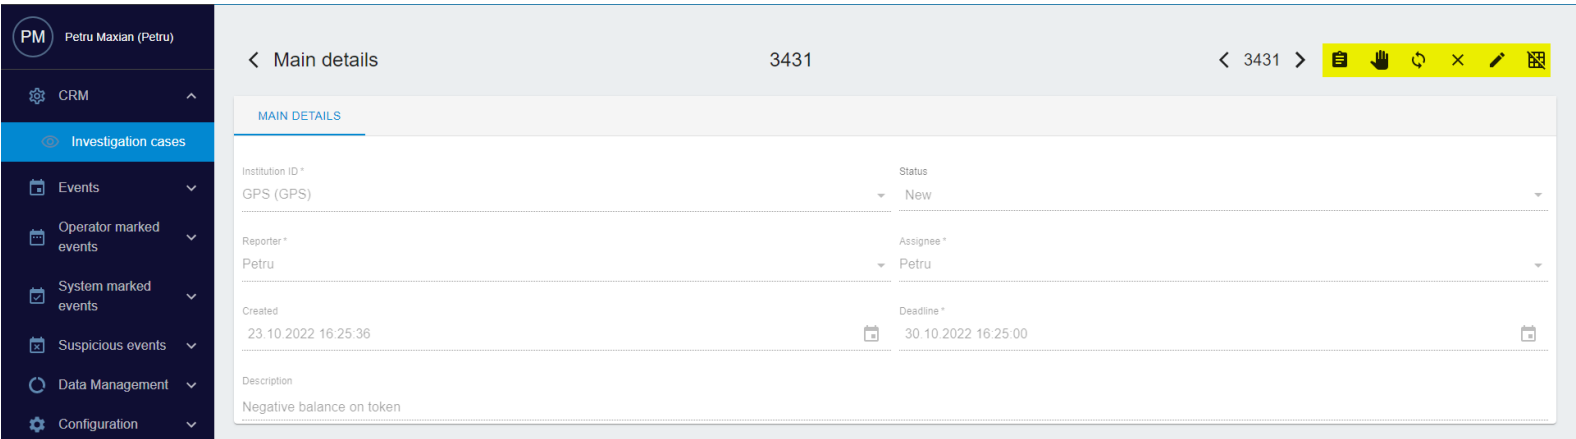 PM
Petru Maxian (Petru)
CRM
Investigation cases
Events
Operator marked
events
System marked
events
Suspicious events
Data Management
Configuration
Main details
3431
3431
MAIN DETAILS
Institution ID *
GPS (GPS)
Status
New
Reporter *
Petru
Assignee *
Petru
Created
23.10.2022 16:25:36
Deadline *
30.10.2022 16:25:00
Description
Negative balance on token